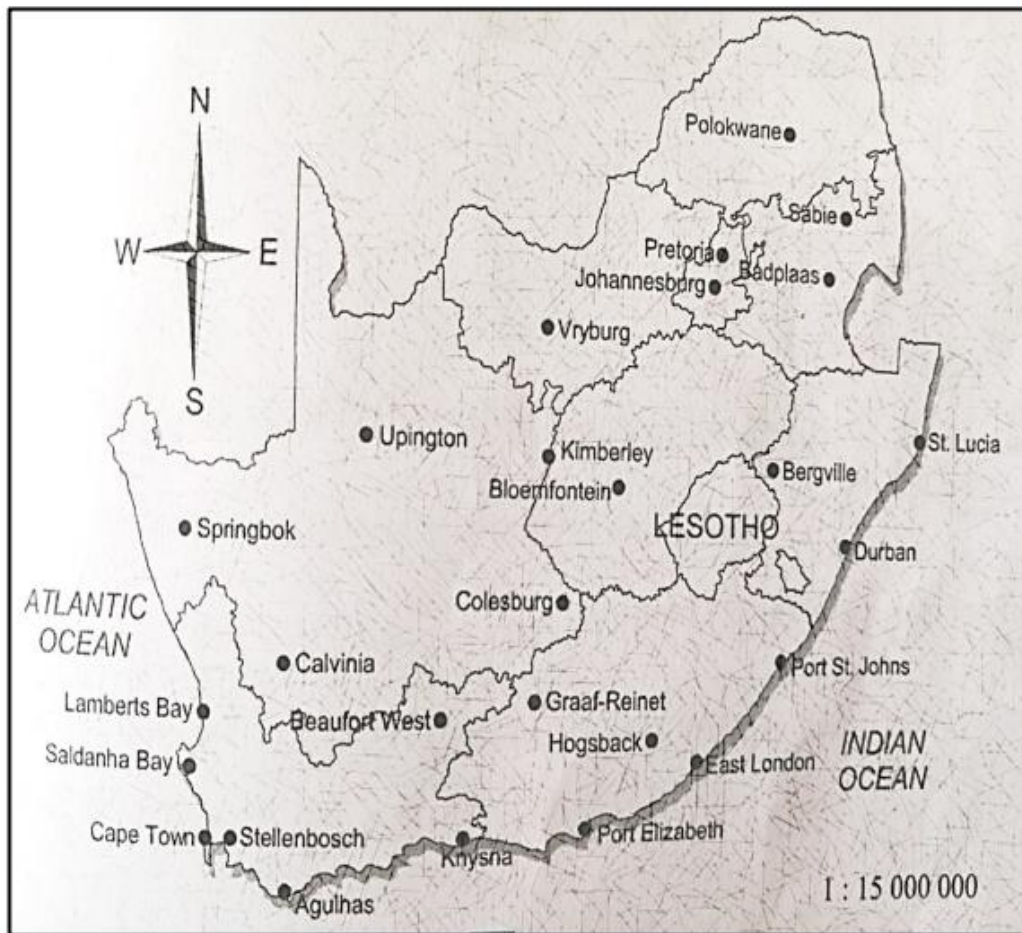 N
Polokwane
Sabie
W E
Pretoria
Badplaas
Johannesburg
Vryburg
S
Upington
Kimberley
St. Lucia
Bergville
Bloemfontein
LESOTHO
Springbok
Durban
Colesburg
ATLANTIC
OCEAN
Calvinia
Port St. Johns
Lamberts Bay
Graaf-Reinet
Beaufort West
Hogsback
INDIAN
OCEAN
Saldanha Bay
East London
Cape Town
Stellenbosch
Port Elizabeth
Knysna
Agulhas
1 : 15 000 000